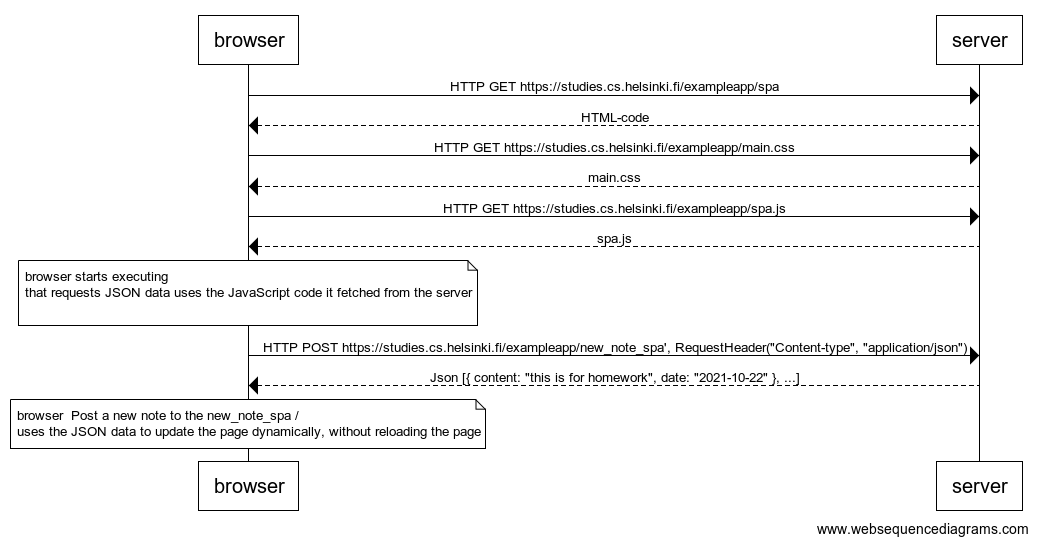 browser
server
HTTP GET https://studies.cs.helsinki.fi/exampleapp/spa
HTML-code
HTTP GET https://studies.cs.helsinki.fi/exampleapp/main.css
main.css
HTTP GET https://studies.cs.helsinki.fi/exampleapp/spa.js
spa.js
browser starts executing
that requests JSON data uses the JavaScript code it fetched from the server
HTTP POST https://studies.cs.helsinki.fi/exampleapp/new_note_spa', RequestHeader("Content-type", "application/json")
Json [{ content: "this is for homework", date: "2021-10-22" }, ...]
browser  Post a new note to the new_note_spa /
uses the JSON data to update the page dynamically, without reloading the page
browser
server
www.websequencediagrams.com